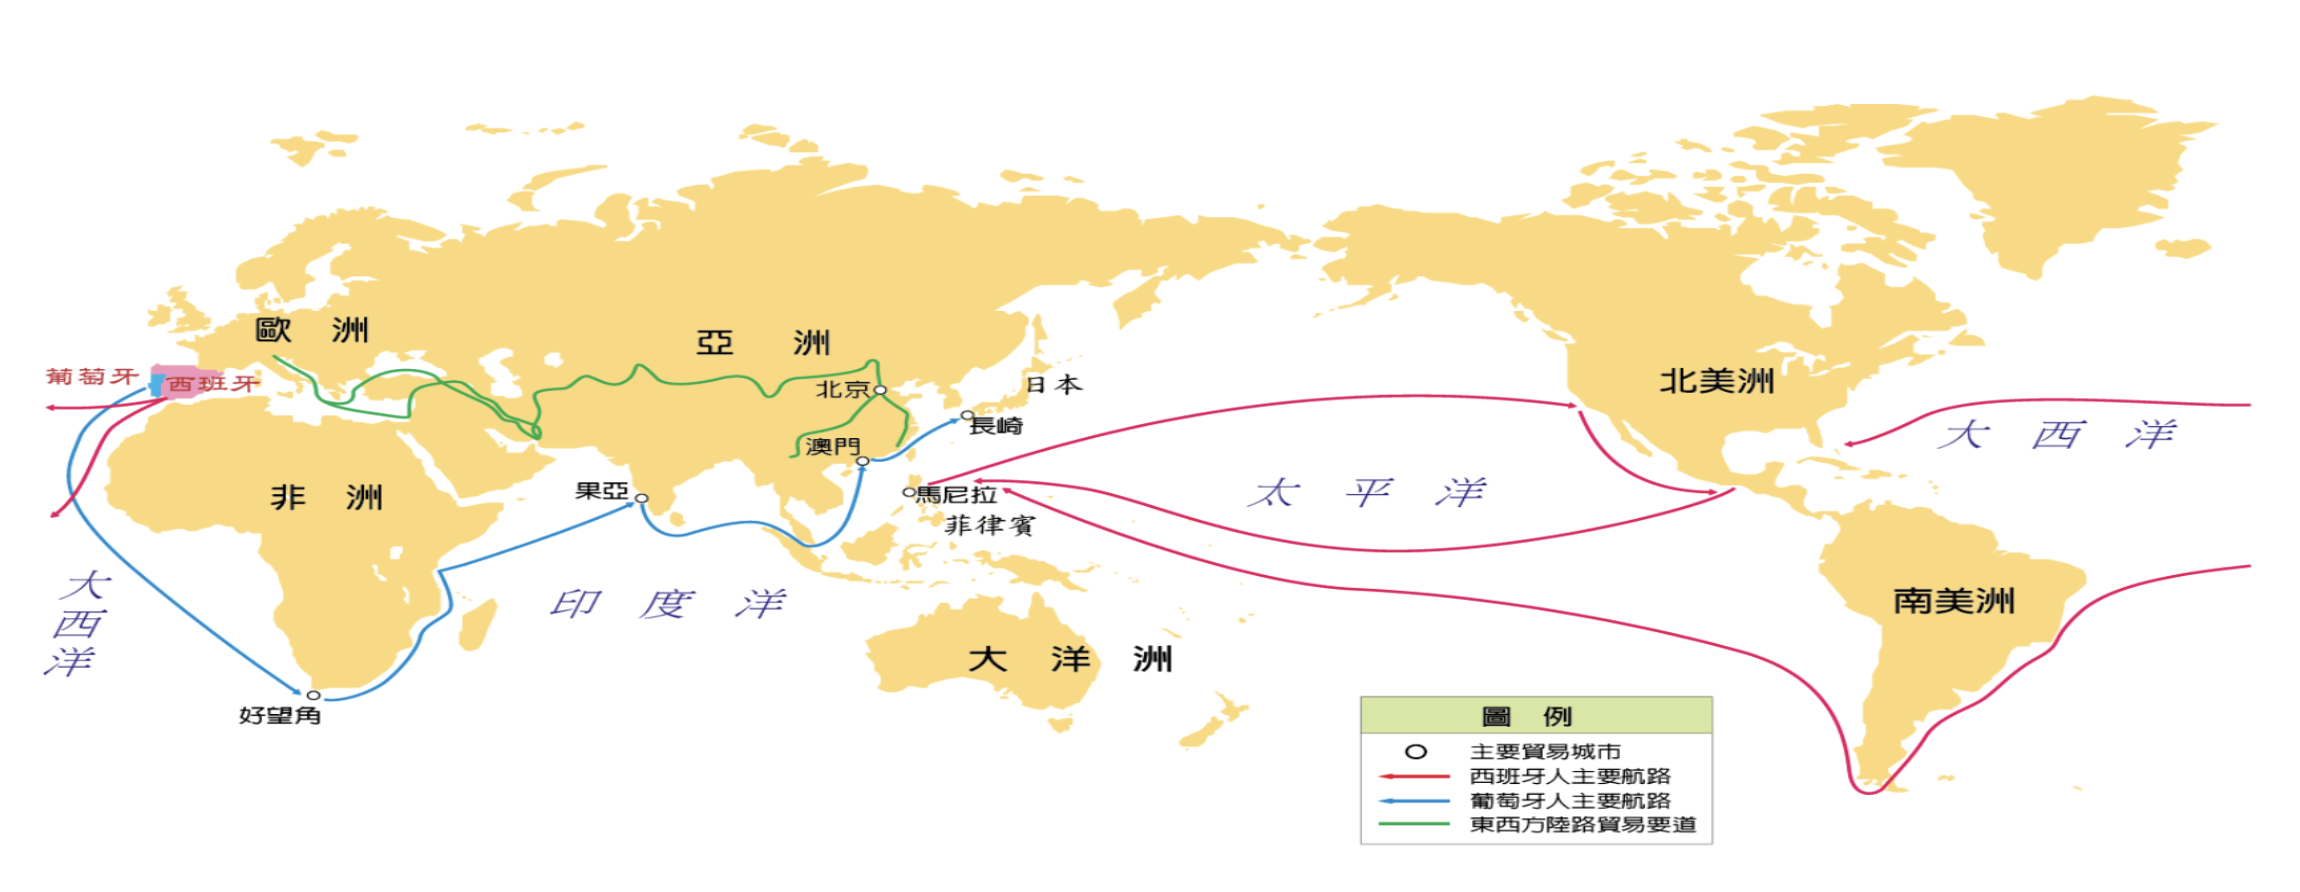 歐洲
亞洲
葡萄牙
西班牙
北京
日本
長崎
澳門
北美洲
大西洋
非洲
果亞
馬尼拉
菲律賓
太平洋
大西洋
印度洋
南美洲
大洋洲
好望角
圖例
主要貿易城市
西班牙人主要航路
葡萄牙人主要航路
東西方陸路貿易要道